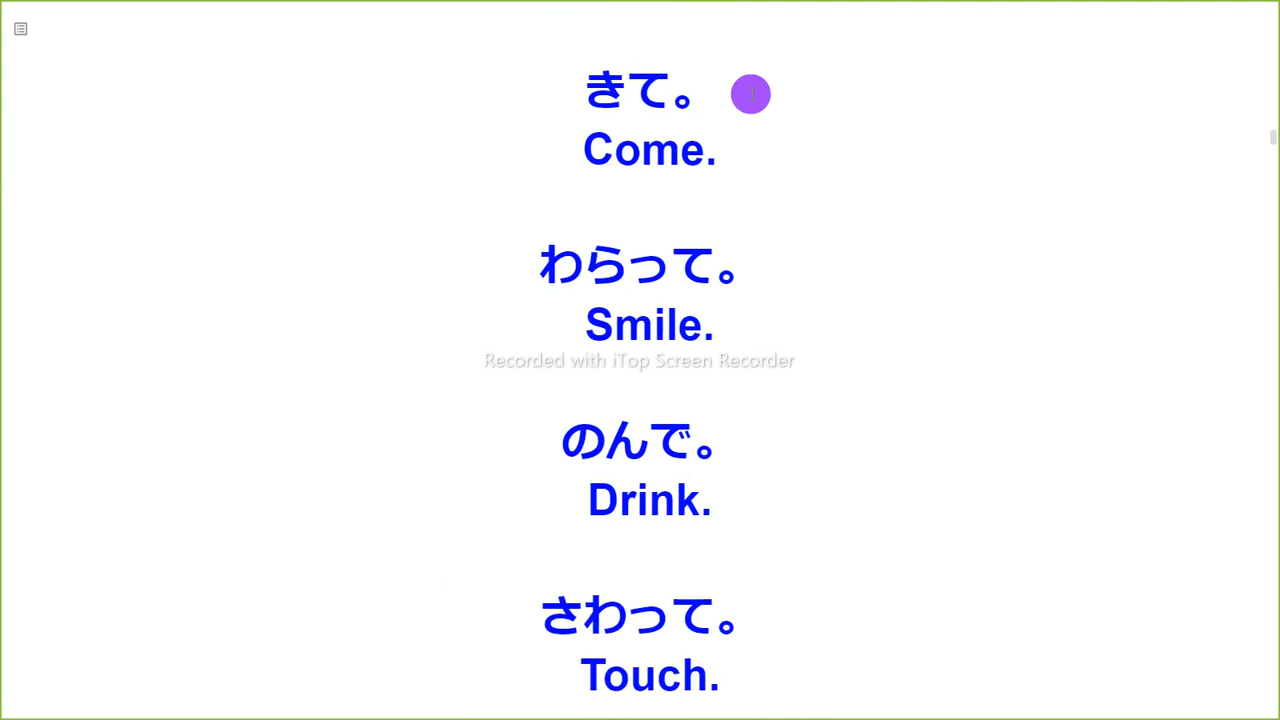 きて。
Come.
わらって。
Smile.
Recorded with iTop Screen Recorder
のんで。
Drink.
さわって。
Touch.